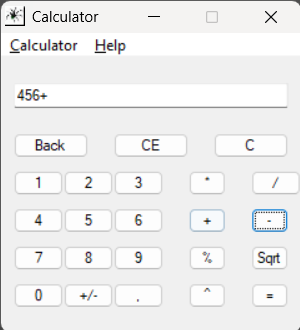 Calculator
Calculator Help
456+
Back CE C
1 2 3 * /
4 5 6 + -
7 8 9 % Sqrt
0 +/- , ^ =